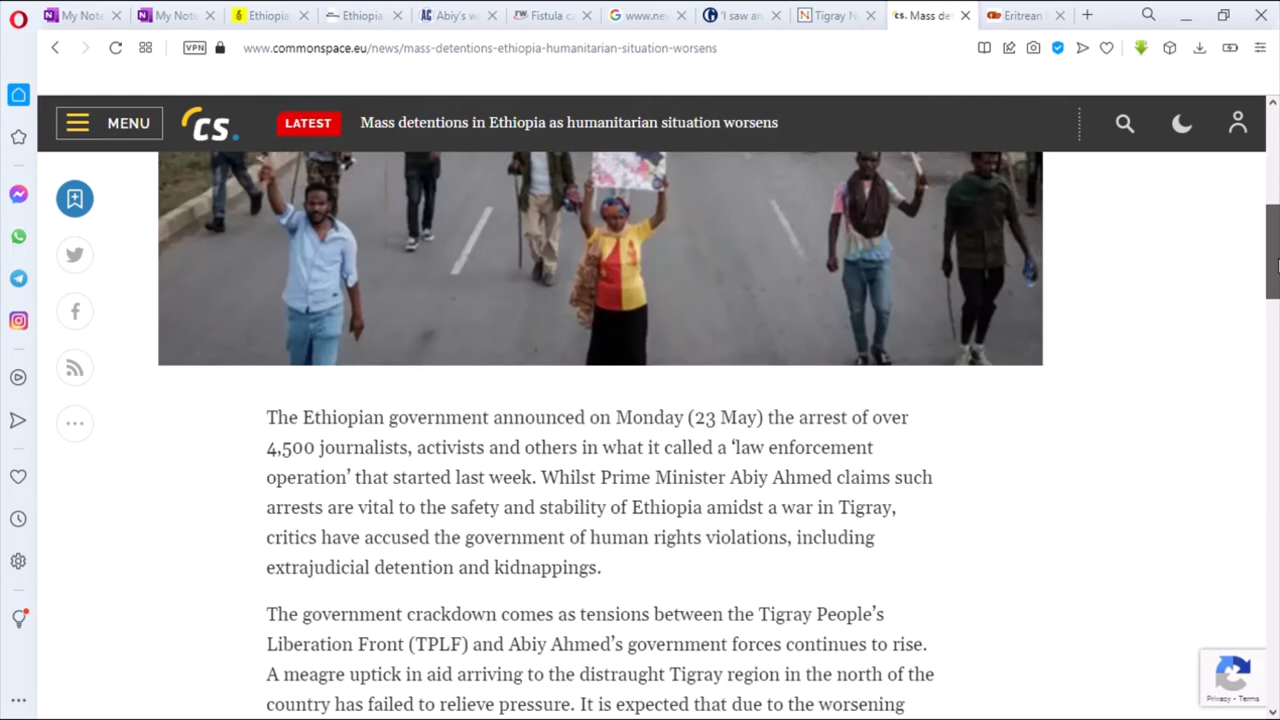 My Note
My Note
Ethiopia
Ethiopia
Abiy's wa
Fistula ca
www.nev
'I saw an
Tigray N
Mass de
Eritrean
VPN
www.commonspace.eu/news/mass-detentions-ethiopia-humanitarian-situation-worsens
MENU
cs.
LATEST
Mass detentions in Ethiopia as humanitarian situation worsens
The Ethiopian government announced on Monday (23 May) the arrest of over
4,500 journalists, activists and others in what it called a ‘law enforcement
operation’ that started last week. Whilst Prime Minister Abiy Ahmed claims such
arrests are vital to the safety and stability of Ethiopia amidst a war in Tigray,
critics have accused the government of human rights violations, including
extrajudicial detention and kidnappings.
The government crackdown comes as tensions between the Tigray People’s
Liberation Front (TPLF) and Abiy Ahmed’s government forces continues to rise.
A meagre uptick in aid arriving to the distraught Tigray region in the north of the
country has failed to relieve pressure. It is expected that due to the worsening
Privacy - Terms